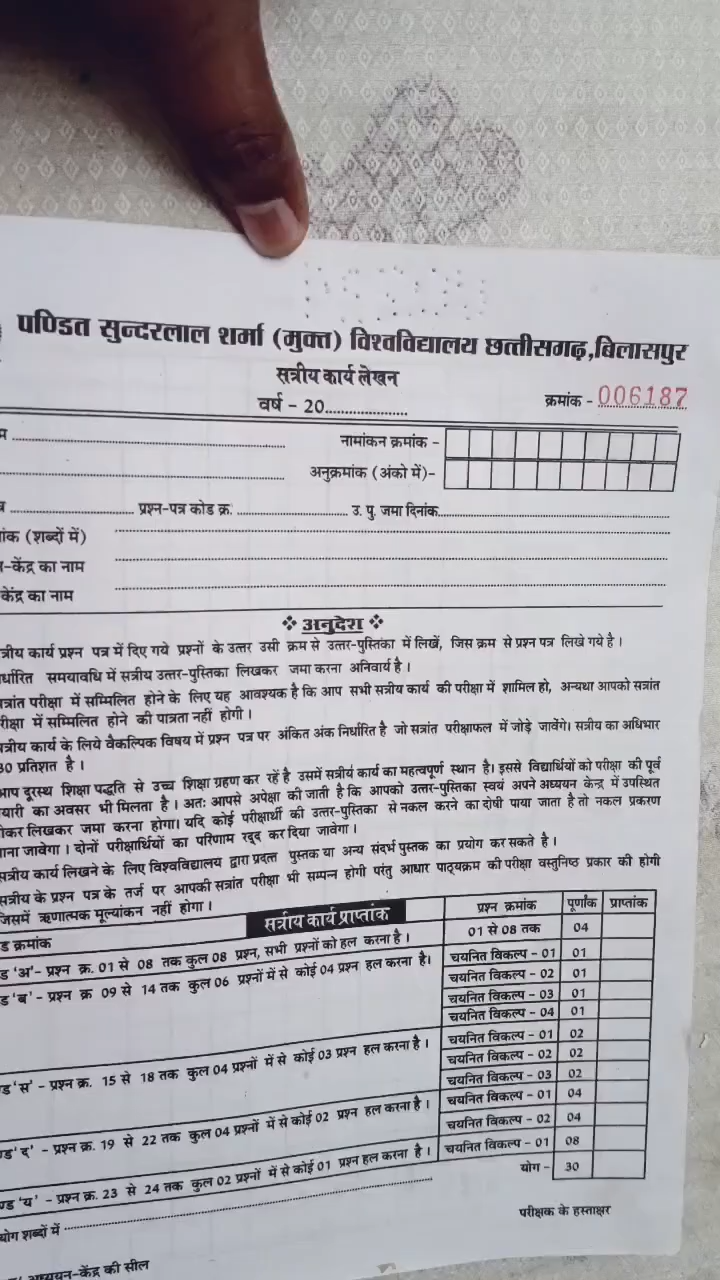 पण्डित सुन्दरलाल शर्मा (मुक्त) विश्वविद्यालय छत्तीसगढ़,बिलासपुर
सत्रीय कार्य लेखन
वर्ष - 20....................
क्रमांक - 006187
नामांकन क्रमांक -
अनुक्रमांक (अंको में)-
प्रश्न-पत्र कोड क्र. .......................... उ. पु. जमा दिनांक..........................
(शब्दों में)
केंद्र का नाम
केंद्र का नाम
❖ अनुदेश ❖
कार्य प्रश्न पत्र में दिए गये प्रश्नों के उत्तर उसी क्रम से उत्तर-पुस्तिका में लिखें, जिस क्रम से प्रश्न पत्र लिखे गये है ।
समयावधि में सत्रीय उत्तर-पुस्तिका लिखकर जमा करना अनिवार्य है ।
परीक्षा में सम्मिलित होने के लिए यह आवश्यक है कि आप सभी सत्रीय कार्य की परीक्षा में शामिल हो, अन्यथा आपको सत्रांत
में सम्मिलित होने की पात्रता नहीं होगी ।
कार्य के लिये वैकल्पिक विषय में प्रश्न पत्र पर अंकित अंक निर्धारित है जो सत्रांत परीक्षाफल में जोड़े जावेंगे। सत्रीय का अधिभार
30 प्रतिशत है ।
आप दूरस्थ शिक्षा पद्धति से उच्च शिक्षा ग्रहण कर रहें है उसमें सत्रीय कार्य का महत्वपूर्ण स्थान है। इससे विद्यार्थियों को परीक्षा की पूर्व
का अवसर भी मिलता है । अतः आपसे अपेक्षा की जाती है कि आपको उत्तर-पुस्तिका स्वयं अपने अध्ययन केन्द्र में उपस्थित
लिखकर जमा करना होगा। यदि कोई परीक्षार्थी की उत्तर-पुस्तिका से नकल करने का दोषी पाया जाता है तो नकल प्रकरण
जावेगा । दोनों परीक्षार्थियों का परिणाम रद्द कर दिया जावेगा ।
सत्रीय कार्य लिखने के लिए विश्वविद्यालय द्वारा प्रदत्त पुस्तक या अन्य संदर्भ पुस्तक का प्रयोग कर सकते है ।
सत्रीय के प्रश्न पत्र के तर्ज पर आपकी सत्रांत परीक्षा भी सम्पन्न होगी परंतु आधार पाठ्यक्रम की परीक्षा वस्तुनिष्ठ प्रकार की होगी
जिसमें ऋणात्मक मूल्यांकन नहीं होगा ।
सत्रीय कार्य प्राप्तांक
क्रमांक
प्रश्न क्रमांक पूर्णांक प्राप्तांक
'अ'- प्रश्न क्र. 01 से 08 तक कुल 08 प्रश्न, सभी प्रश्नों को हल करना है ।
01 से 08 तक 04
'ब'- प्रश्न क्र 09 से 14 तक कुल 06 प्रश्नों में से कोई 04 प्रश्न हल करना है।
चयनित विकल्प - 01 01
चयनित विकल्प - 02 01
चयनित विकल्प - 03 01
चयनित विकल्प - 04 01
'स'- प्रश्न क्र. 15 से 18 तक कुल 04 प्रश्नों में से कोई 03 प्रश्न हल करना है ।
चयनित विकल्प - 01 02
चयनित विकल्प - 02 02
चयनित विकल्प - 03 02
'द' - प्रश्न क्र. 19 से 22 तक कुल 04 प्रश्नों में से कोई 02 प्रश्न हल करना है ।
चयनित विकल्प - 01 04
चयनित विकल्प - 02 04
'य' - प्रश्न क्र. 23 से 24 तक कुल 02 प्रश्नों में से कोई 01 प्रश्न हल करना है ।
चयनित विकल्प - 01 08
योग - 30
योग शब्दों में
परीक्षक के हस्ताक्षर
अध्ययन-केंद्र की सील